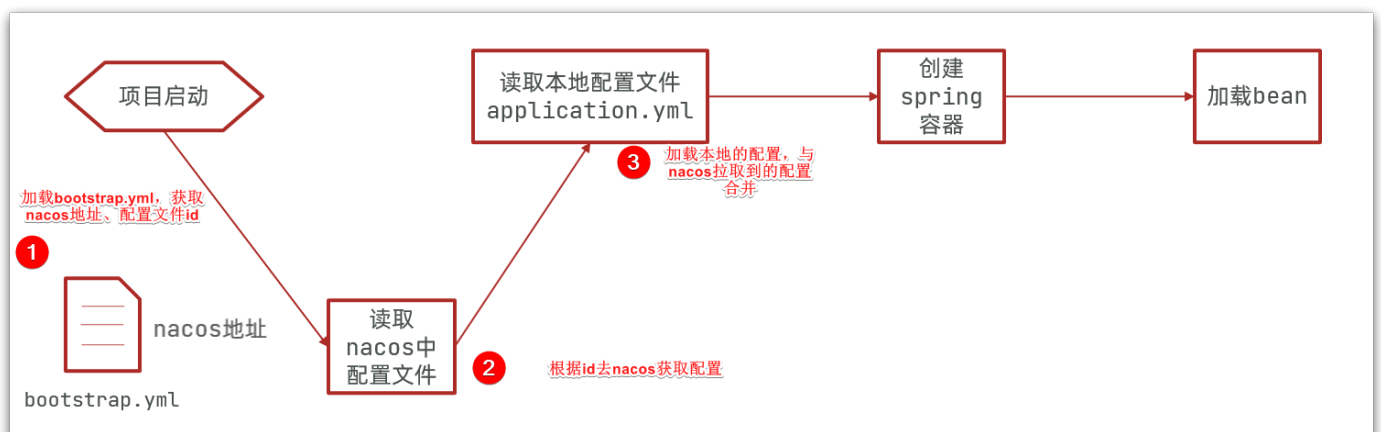 项目启动
加载bootstrap.yml，获取
nacos地址、配置文件id
1
nacos地址
bootstrap.yml
读取
nacos中
配置文件
2
根据id去nacos获取配置
读取本地配置文件
application.yml
3
加载本地的配置，与
nacos拉取到的配置
合并
创建
spring
容器
加载bean